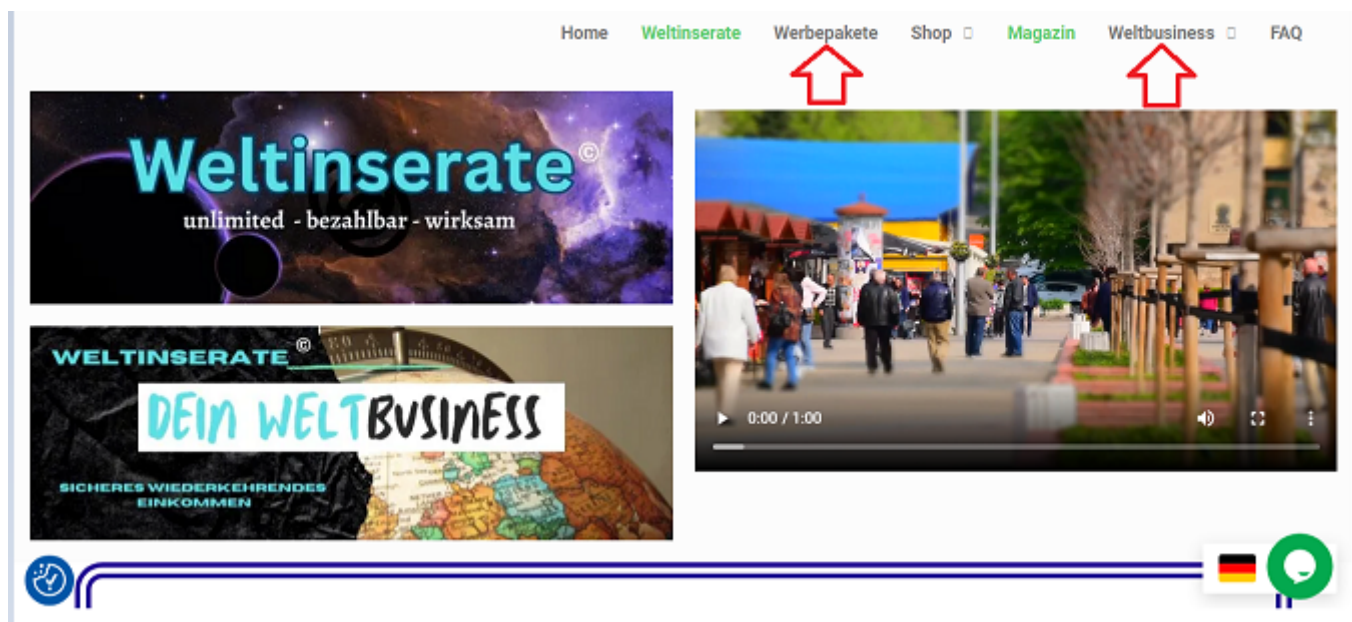 Home Weltinserate Werbepakete Shop Magazin Weltbusiness FAQ
Weltinserate©
unlimited - bezahlbar - wirksam
WELTINSERATE©
DEIN WELTBUSINESS
SICHERES WIEDERKEHRENDES
EINKOMMEN
0:00 / 1:00